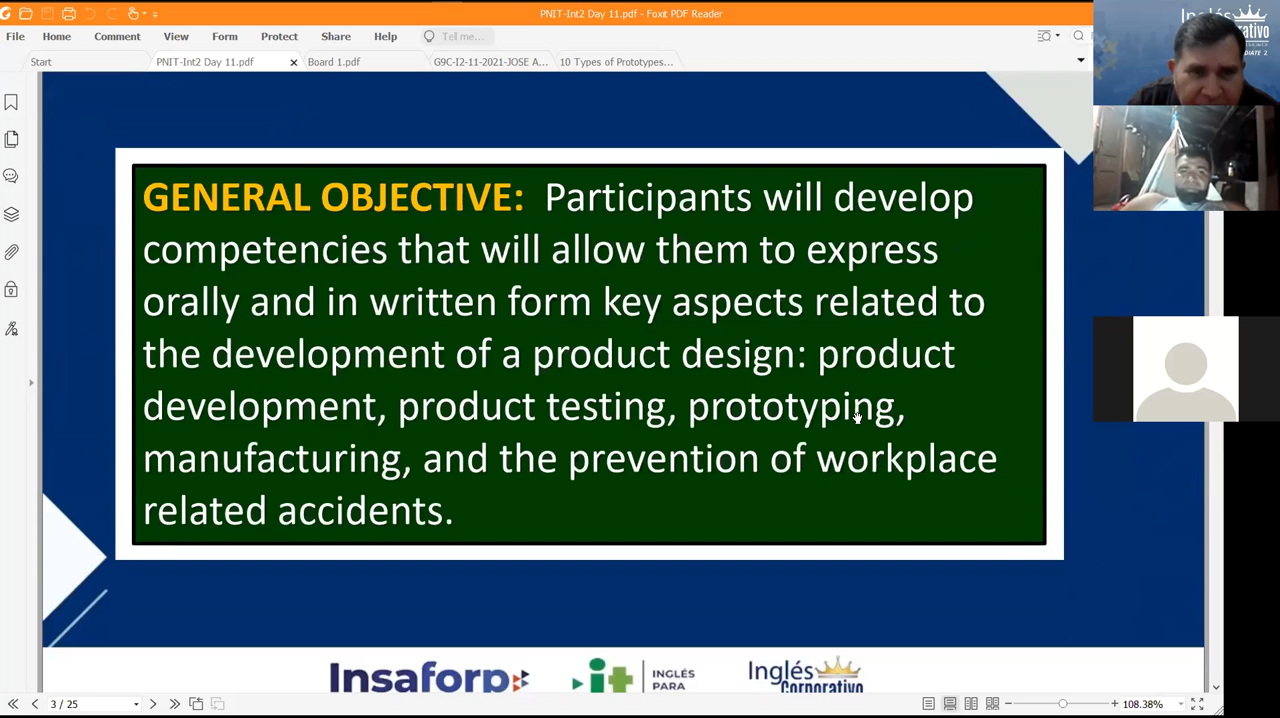 PNIT-Int2 Day 11.pdf - Foxit PDF Reader
File Home Comment View Form Protect Share Help Tell me...
Start PNIT-Int2 Day 11.pdf Board 1.pdf G9C-I2-11-2021-JOSE A... 10 Types of Prototypes...
Inglés
GENERAL OBJECTIVE: Participants will develop
competencies that will allow them to express
orally and in written form key aspects related to
the development of a product design: product
development, product testing, prototyping,
manufacturing, and the prevention of workplace
related accidents.
Insaforp it INGLÉS PARA Inglés Corporativo
3 / 25 108.38%